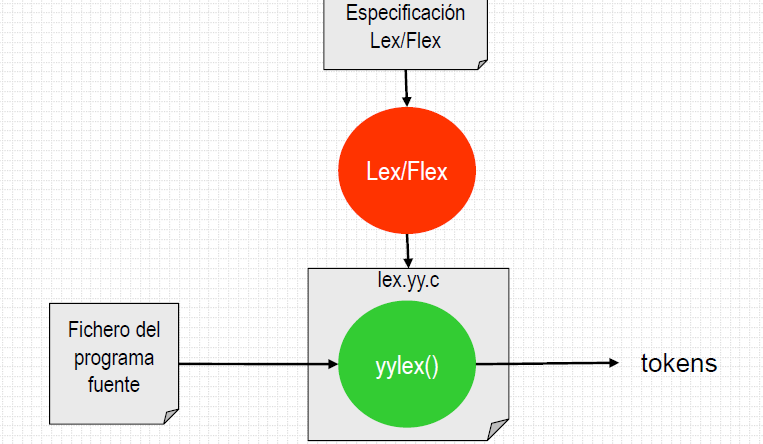 Especificación
Lex/Flex
Lex/Flex
lex.yy.c
Fichero del
programa
fuente
yylex()
tokens